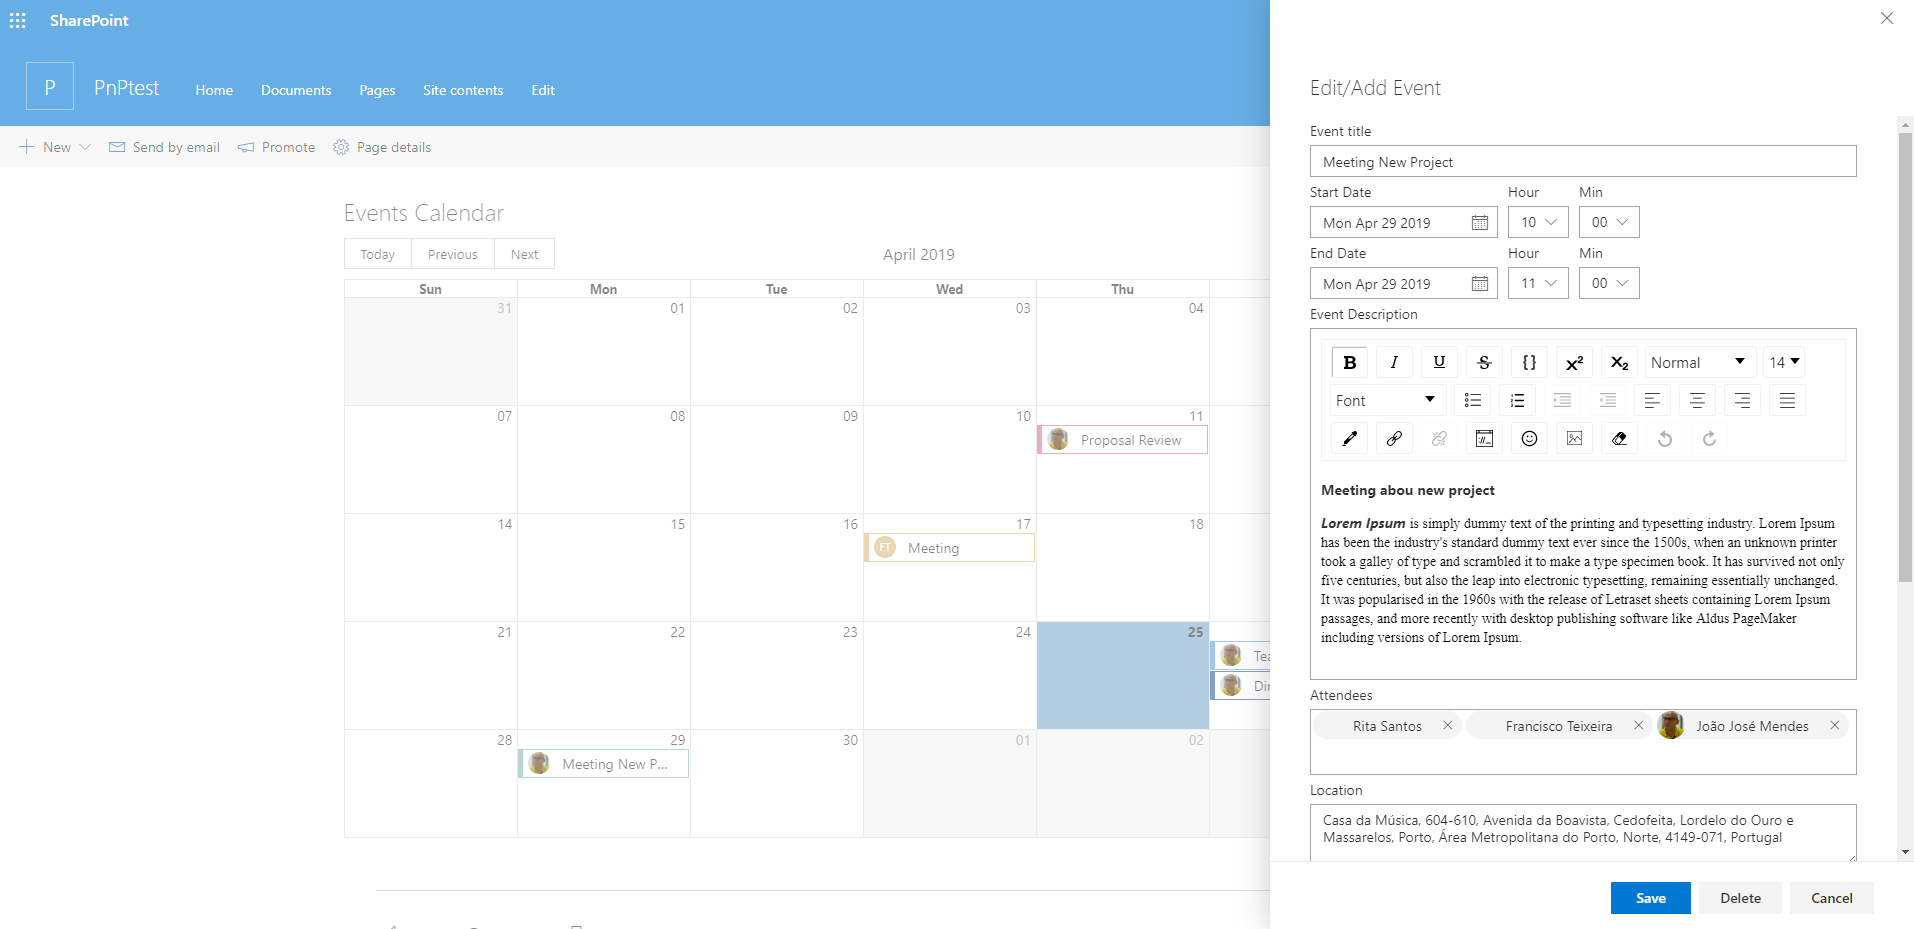 SharePoint
P
PnPtest
Home
Documents
Pages
Site contents
Edit
New
Send by email
Promote
Page details
Events Calendar
Today
Previous
Next
April 2019
Sun
Mon
Tue
Wed
Thu
31
01
02
03
04
07
08
09
10
11
Proposal Review
14
15
16
17
18
FT
Meeting
21
22
23
24
25
Tea
Dir
28
29
30
01
02
Meeting New P...
Edit/Add Event
Event title
Meeting New Project
Start Date
Hour
Min
Mon Apr 29 2019
10
00
End Date
Hour
Min
Mon Apr 29 2019
11
00
Event Description
B
I
U
S
{}
x²
x₂
Normal
14
Font
Meeting abou new project
Lorem Ipsum is simply dummy text of the printing and typesetting industry. Lorem Ipsum
has been the industry's standard dummy text ever since the 1500s, when an unknown printer
took a galley of type and scrambled it to make a type specimen book. It has survived not only
five centuries, but also the leap into electronic typesetting, remaining essentially unchanged.
It was popularised in the 1960s with the release of Letraset sheets containing Lorem Ipsum
passages, and more recently with desktop publishing software like Aldus PageMaker
including versions of Lorem Ipsum.
Attendees
Rita Santos
Francisco Teixeira
João José Mendes
Location
Casa da Música, 604-610, Avenida da Boavista, Cedofeita, Lordelo do Ouro e
Massarelos, Porto, Área Metropolitana do Porto, Norte, 4149-071, Portugal
Save
Delete
Cancel